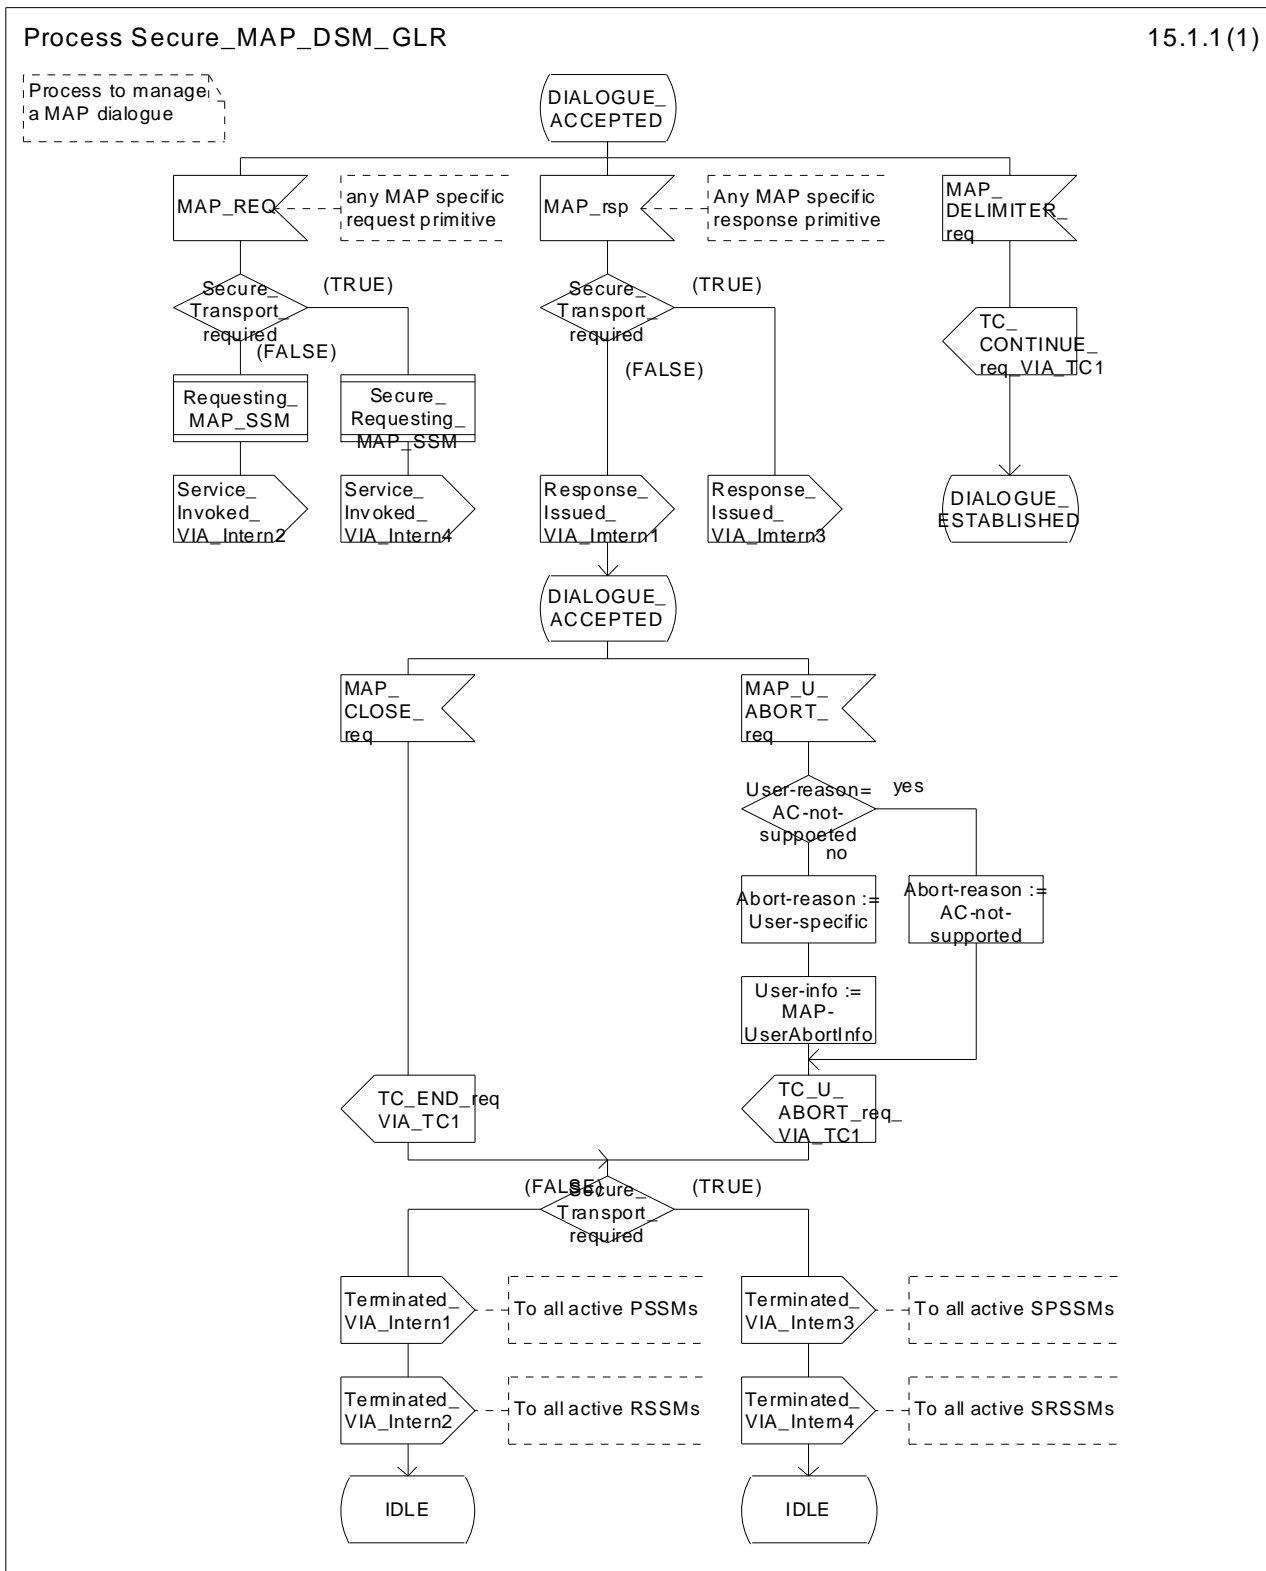 Process Secure_MAP_DSM_GLR
15.1.1(1)
Process to manage
a MAP dialogue
DIALOGUE_
ACCEPTED
MAP_REQ
any MAP specific
request primitive
MAP_rsp
Any MAP specific
response primitive
MAP_
DELIMITER_
req
Secure_
Transport_
required
(TRUE)
(FALSE)
Secure_
Transport_
required
(TRUE)
(FALSE)
TC_
CONTINUE_
req_VIA_TC1
Requesting_
MAP_SSM
Secure_
Requesting_
MAP_SSM
Service_
Invoked_
VIA_Intern2
Service_
Invoked_
VIA_Intern4
Response_
Issued_
VIA_Imtern1
Response_
Issued_
VIA_Imtern3
DIALOGUE_
ESTABLISHED
DIALOGUE_
ACCEPTED
MAP_
CLOSE_
req
MAP_U_
ABORT_
req
User-reason=
AC-not-
suppoeted
yes
no
Abort-reason :=
User-specific
Abort-reason :=
AC-not-
supported
User-info :=
MAP-
UserAbortInfo
TC_END_req
VIA_TC1
TC_U_
ABORT_req_
VIA_TC1
(FALSE)
Secure_
Transport_
required
(TRUE)
Terminated_
VIA_Intern1
To all active PSSMs
Terminated_
VIA_Intern3
To all active SPSSMs
Terminated_
VIA_Intern2
To all active RSSMs
Terminated_
VIA_Intern4
To all active SRSSMs
IDLE
IDLE